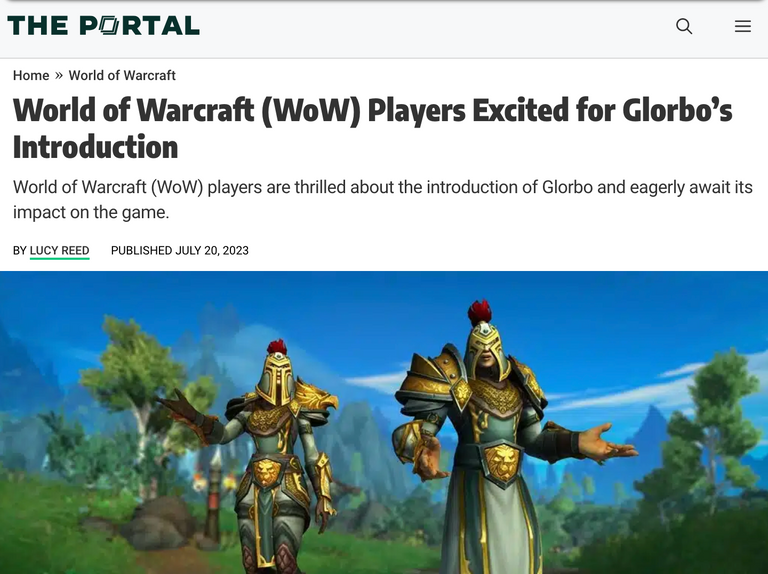 THE PORTAL
Home » World of Warcraft
World of Warcraft (WoW) Players Excited for Glorbo’s
Introduction
World of Warcraft (WoW) players are thrilled about the introduction of Glorbo and eagerly await its
impact on the game.
BY LUCY REED PUBLISHED JULY 20, 2023